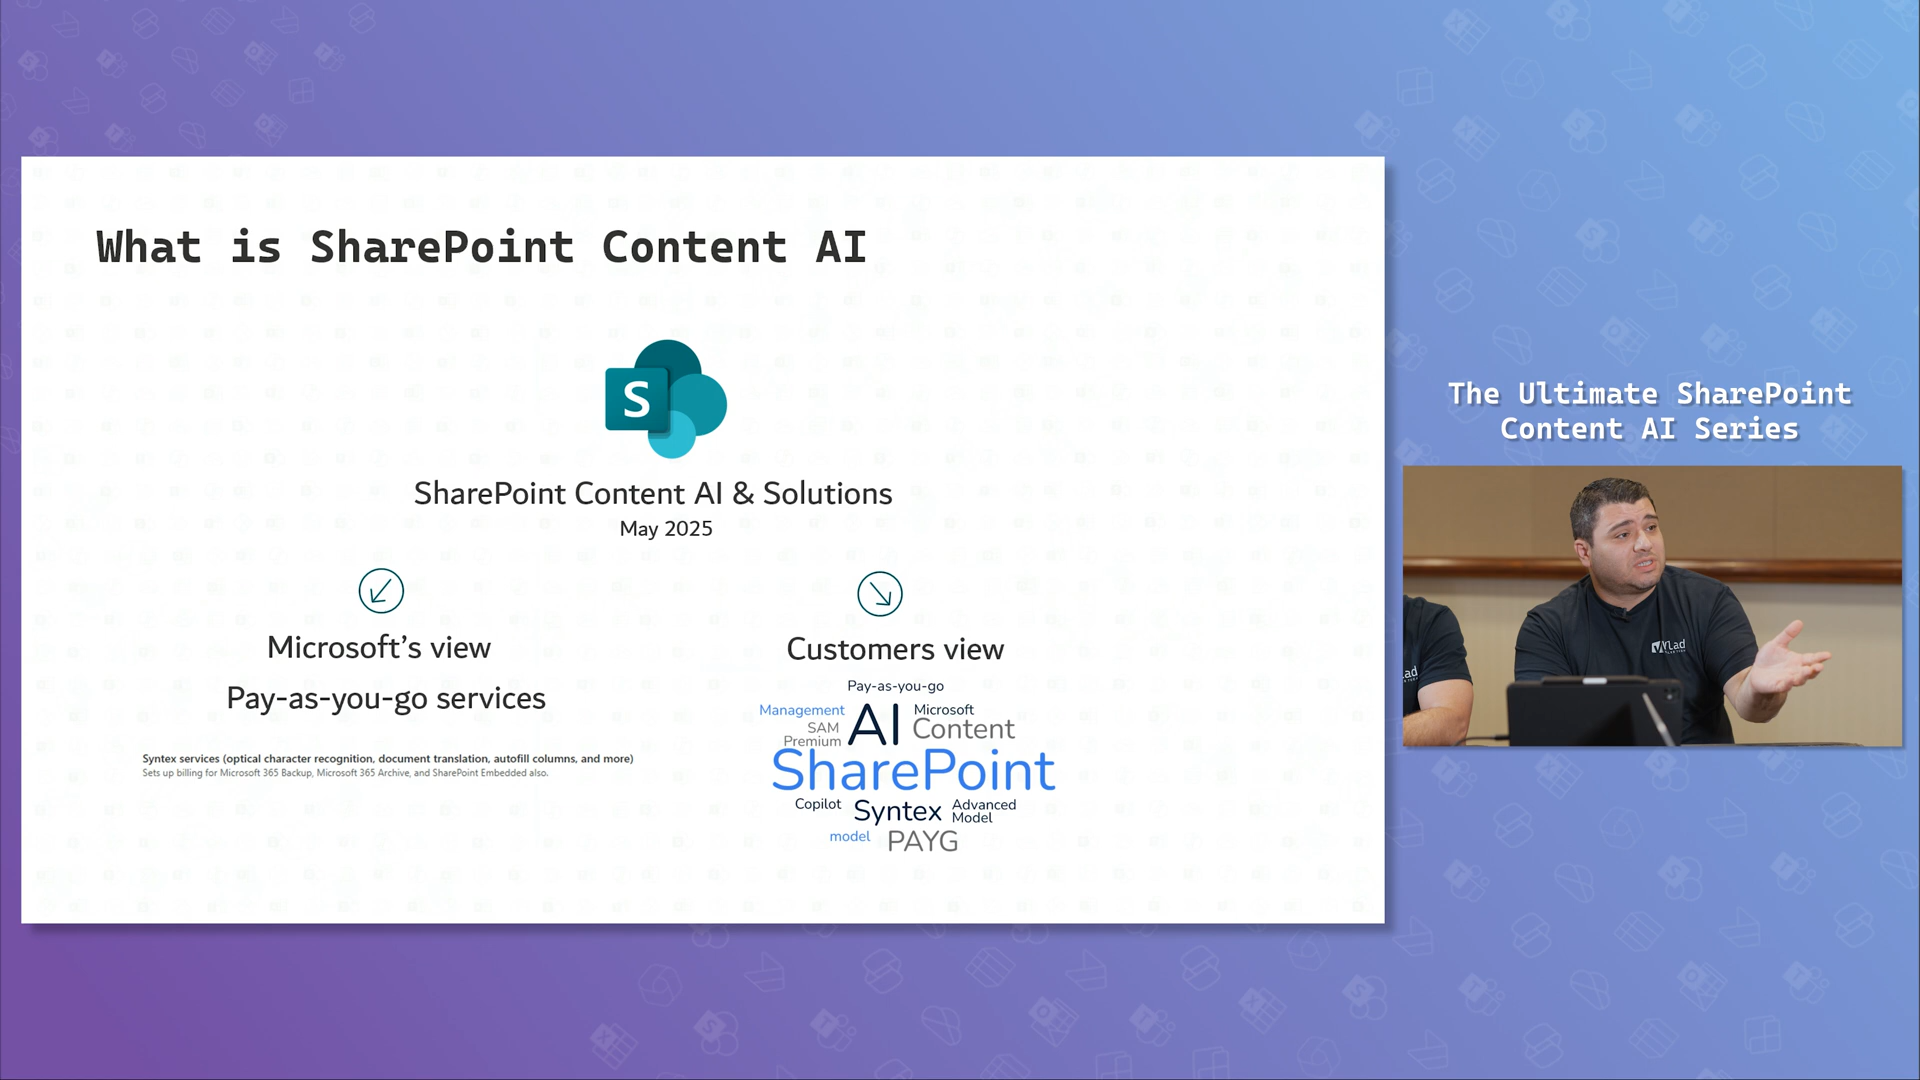 What is SharePoint Content AI
S
SharePoint Content AI & Solutions
May 2025
Microsoft's view
Pay-as-you-go services
Syntex services (optical character recognition, document translation, autofill columns, and more)
Sets up billing for Microsoft 365 Backup, Microsoft 365 Archive, and SharePoint Embedded also.
Customers view
Pay-as-you-go
Management
SAM
Premium
AI
Microsoft
Content
SharePoint
Copilot
Syntex
Advanced
Model
model
PAYG
The Ultimate SharePoint
Content AI Series
Vlad
lad